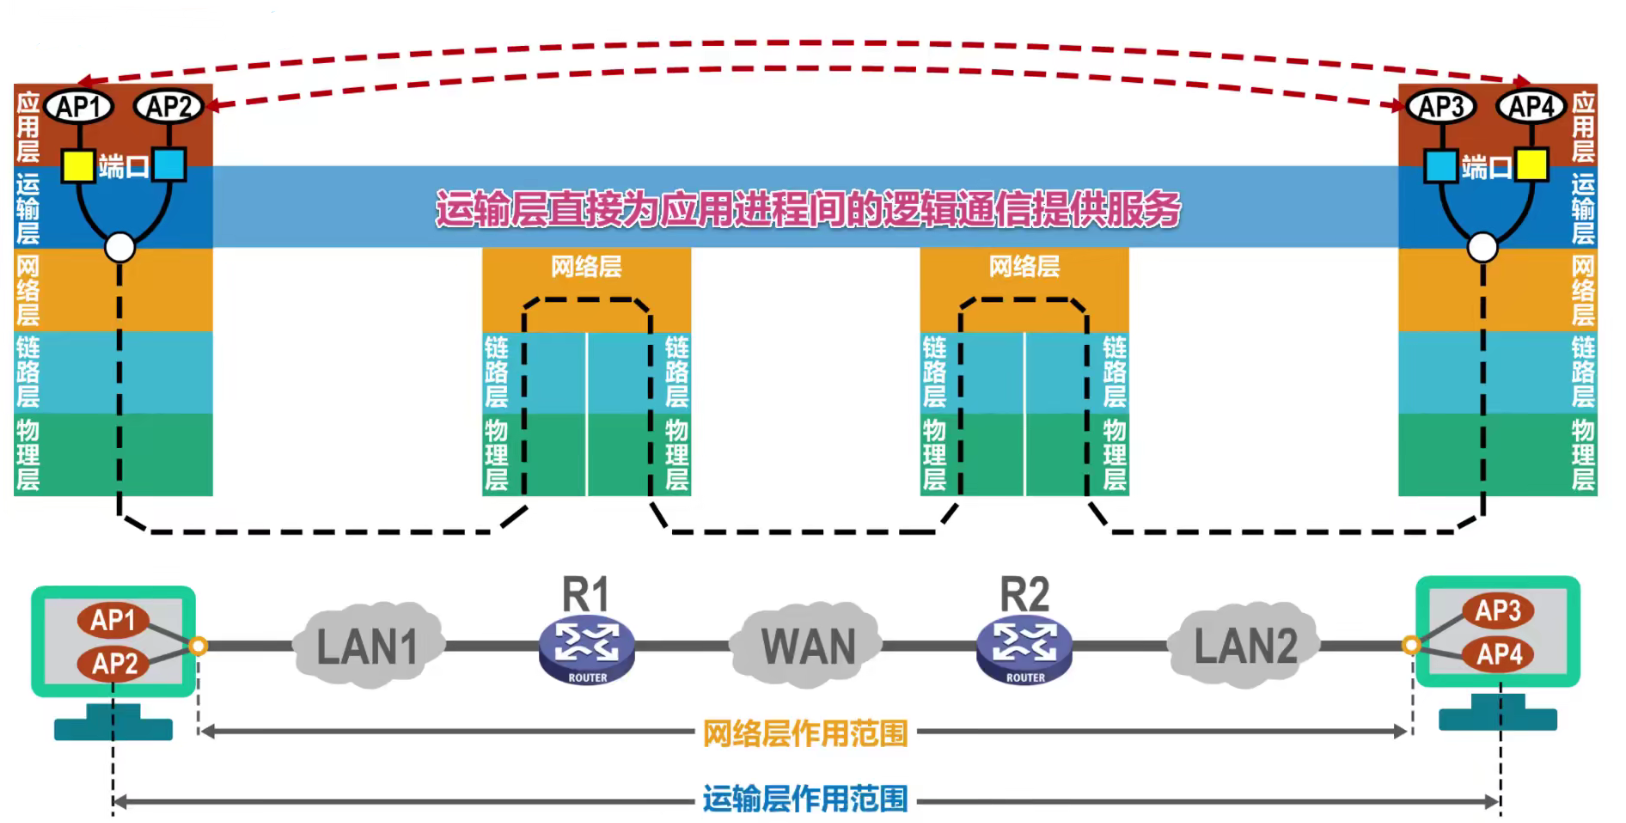 应用层
AP1
AP2
端口
运输层
网络层
链路层
物理层
运输层直接为应用进程间的逻辑通信提供服务
网络层
链路层
链路层
物理层
物理层
网络层
链路层
链路层
物理层
物理层
AP3
AP4
应用层
端口
运输层
网络层
链路层
物理层
AP1
AP2
LAN1
R1
ROUTER
WAN
R2
ROUTER
LAN2
AP3
AP4
网络层作用范围
运输层作用范围